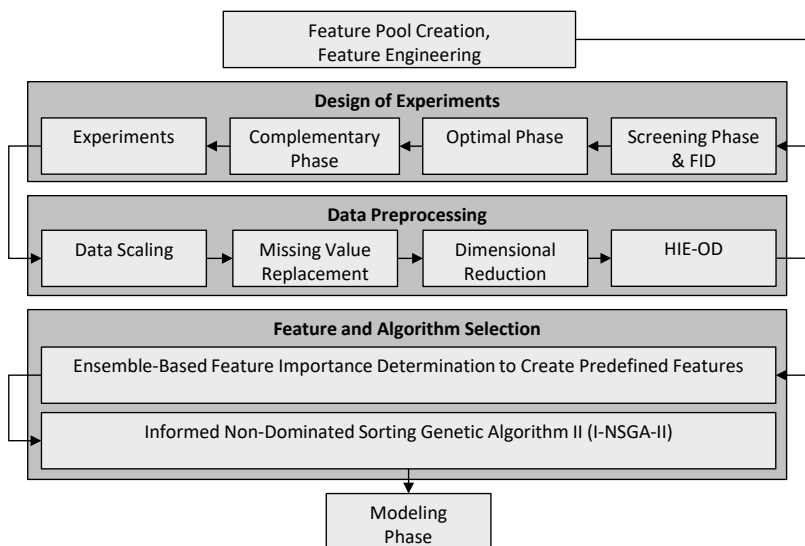 Feature Pool Creation,
Feature Engineering
Design of Experiments
Experiments
Complementary
Phase
Optimal Phase
Screening Phase
& FID
Data Preprocessing
Data Scaling
Missing Value
Replacement
Dimensional
Reduction
HIE-OD
Feature and Algorithm Selection
Ensemble-Based Feature Importance Determination to Create Predefined Features
Informed Non-Dominated Sorting Genetic Algorithm II (I-NSGA-II)
Modeling
Phase